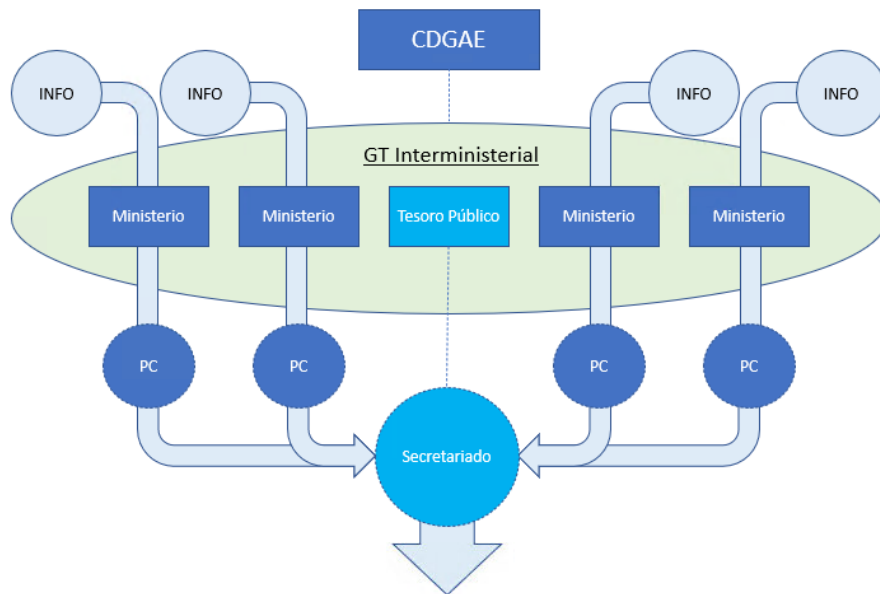 CDGAE
INFO
INFO
INFO
INFO
GT Interministerial
Ministerio
Ministerio
Tesoro Público
Ministerio
Ministerio
PC
PC
PC
PC
Secretariado